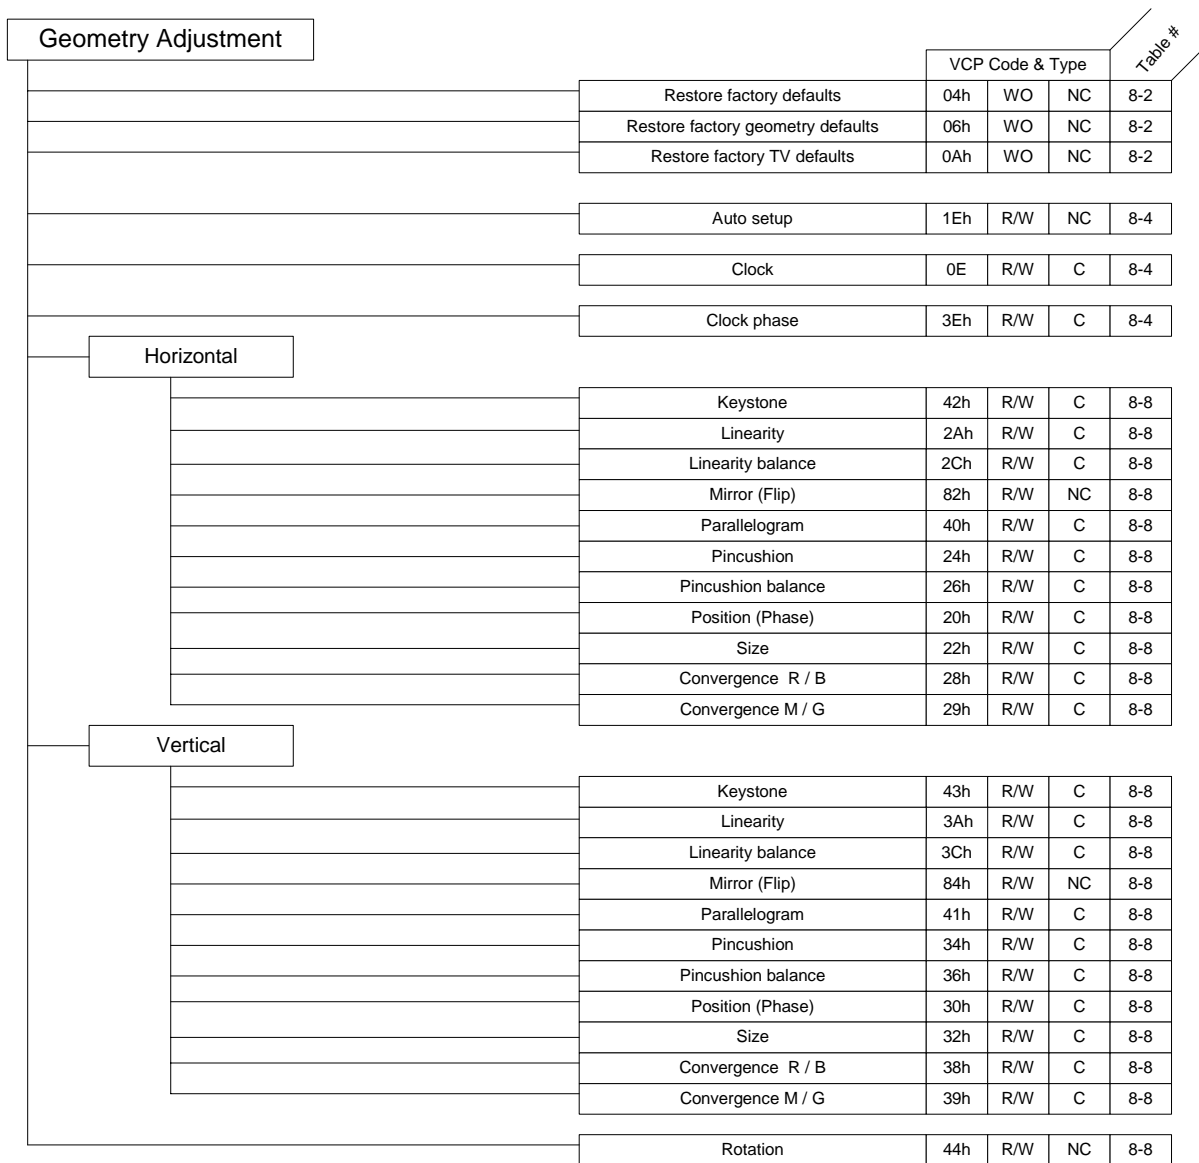 Geometry Adjustment
VCP Code & Type
Table #
Restore factory defaults 04h WO NC 8-2
Restore factory geometry defaults 06h WO NC 8-2
Restore factory TV defaults 0Ah WO NC 8-2
Auto setup 1Eh R/W NC 8-4
Clock 0E R/W C 8-4
Clock phase 3Eh R/W C 8-4
Horizontal
Keystone 42h R/W C 8-8
Linearity 2Ah R/W C 8-8
Linearity balance 2Ch R/W C 8-8
Mirror (Flip) 82h R/W NC 8-8
Parallelogram 40h R/W C 8-8
Pincushion 24h R/W C 8-8
Pincushion balance 26h R/W C 8-8
Position (Phase) 20h R/W C 8-8
Size 22h R/W C 8-8
Convergence R / B 28h R/W C 8-8
Convergence M / G 29h R/W C 8-8
Vertical
Keystone 43h R/W C 8-8
Linearity 3Ah R/W C 8-8
Linearity balance 3Ch R/W C 8-8
Mirror (Flip) 84h R/W NC 8-8
Parallelogram 41h R/W C 8-8
Pincushion 34h R/W C 8-8
Pincushion balance 36h R/W C 8-8
Position (Phase) 30h R/W C 8-8
Size 32h R/W C 8-8
Convergence R / B 38h R/W C 8-8
Convergence M / G 39h R/W C 8-8
Rotation 44h R/W NC 8-8